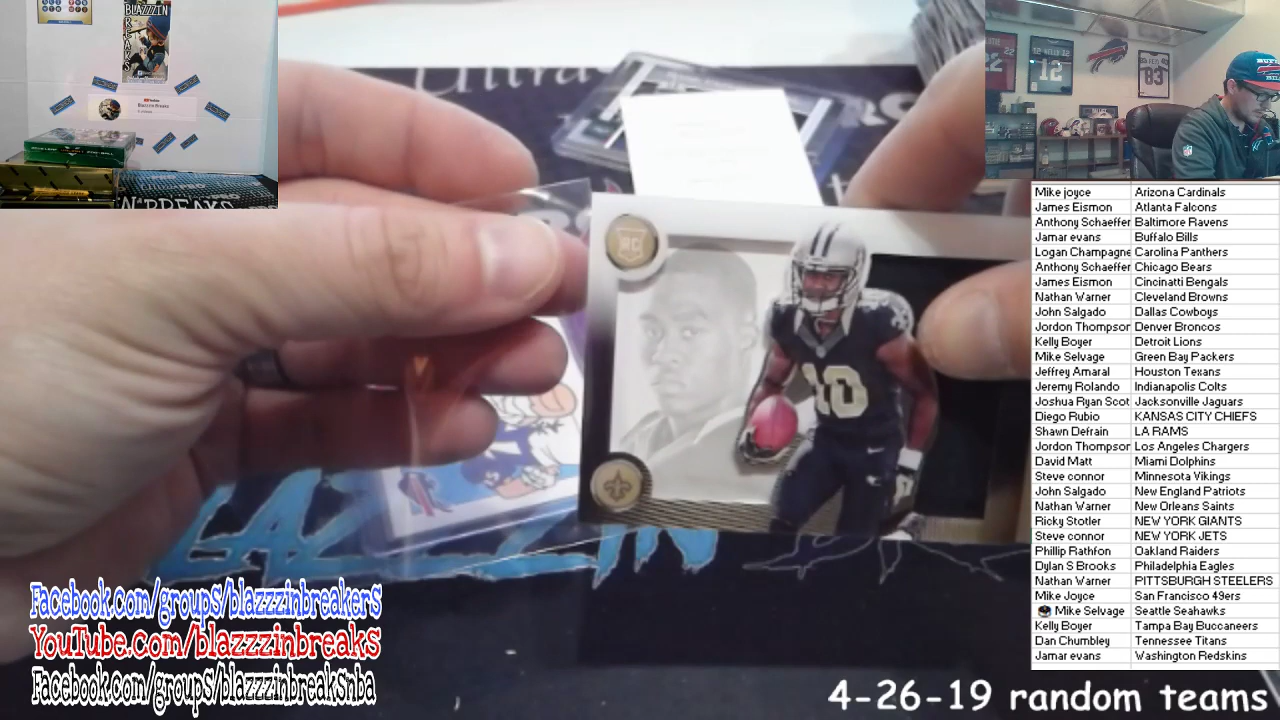 BLAZZZIN
BREAKS
Ultra
22
12
83
RC
10
N'BREAKS
Mike joyce Arizona Cardinals
James Eismon Atlanta Falcons
Anthony Schaeffer Baltimore Ravens
Jamar evans Buffalo Bills
Logan Champagne Carolina Panthers
Anthony Schaeffer Chicago Bears
James Eismon Cincinatti Bengals
Nathan Warner Cleveland Browns
John Salgado Dallas Cowboys
Jordon Thompson Denver Broncos
Kelly Boyer Detroit Lions
Mike Selvage Green Bay Packers
Jeffrey Amaral Houston Texans
Jeremy Rolando Indianapolis Colts
Joshua Ryan Scot Jacksonville Jaguars
Diego Rubio KANSAS CITY CHIEFS
Shawn Defrain LA RAMS
Jordon Thompson Los Angeles Chargers
David Matt Miami Dolphins
Steve connor Minnesota Vikings
John Salgado New England Patriots
Nathan Warner New Orleans Saints
Ricky Stotler NEW YORK GIANTS
Steve connor NEW YORK JETS
Phillip Rathfon Oakland Raiders
Dylan S Brooks Philadelphia Eagles
Nathan Warner PITTSBURGH STEELERS
Mike Joyce San Francisco 49ers
Mike Selvage Seattle Seahawks
Kelly Boyer Tampa Bay Buccaneers
Dan Chumbley Tennessee Titans
Jamar evans Washington Redskins
Facebook.com/groups/blazzzinbreakers
YouTube.com/blazzzinbreaks
Facebook.com/groups/blazzzinbreaksnba
4-26-19 random teams